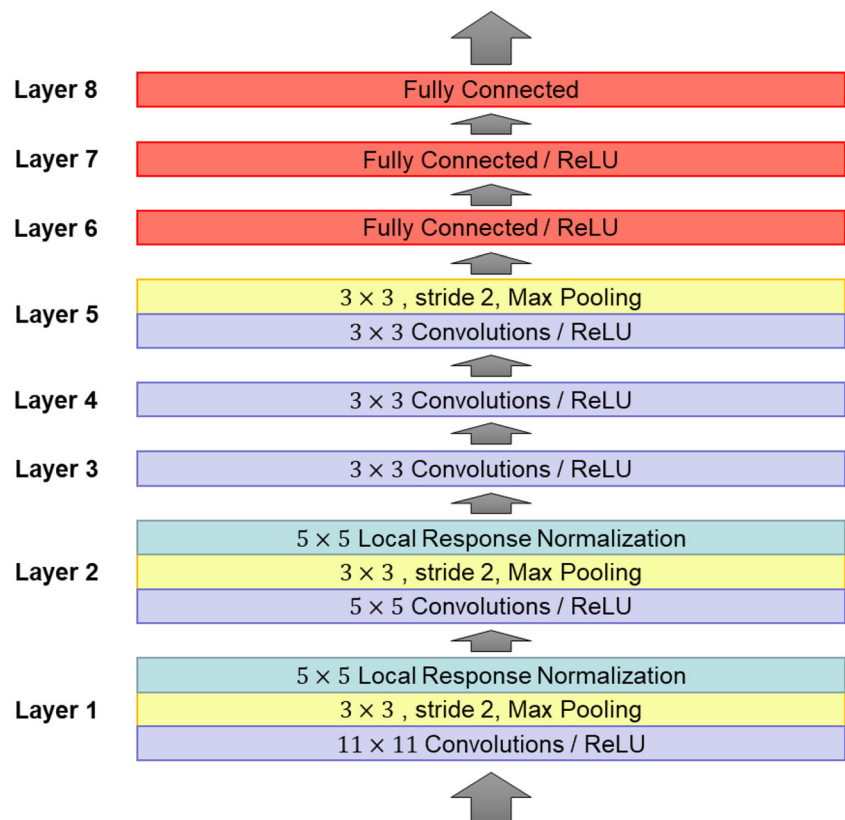 Layer 8
Fully Connected
Layer 7
Fully Connected / ReLU
Layer 6
Fully Connected / ReLU
Layer 5
3 × 3 , stride 2, Max Pooling
3 × 3 Convolutions / ReLU
Layer 4
3 × 3 Convolutions / ReLU
Layer 3
3 × 3 Convolutions / ReLU
Layer 2
5 × 5 Local Response Normalization
3 × 3 , stride 2, Max Pooling
5 × 5 Convolutions / ReLU
Layer 1
5 × 5 Local Response Normalization
3 × 3 , stride 2, Max Pooling
11 × 11 Convolutions / ReLU